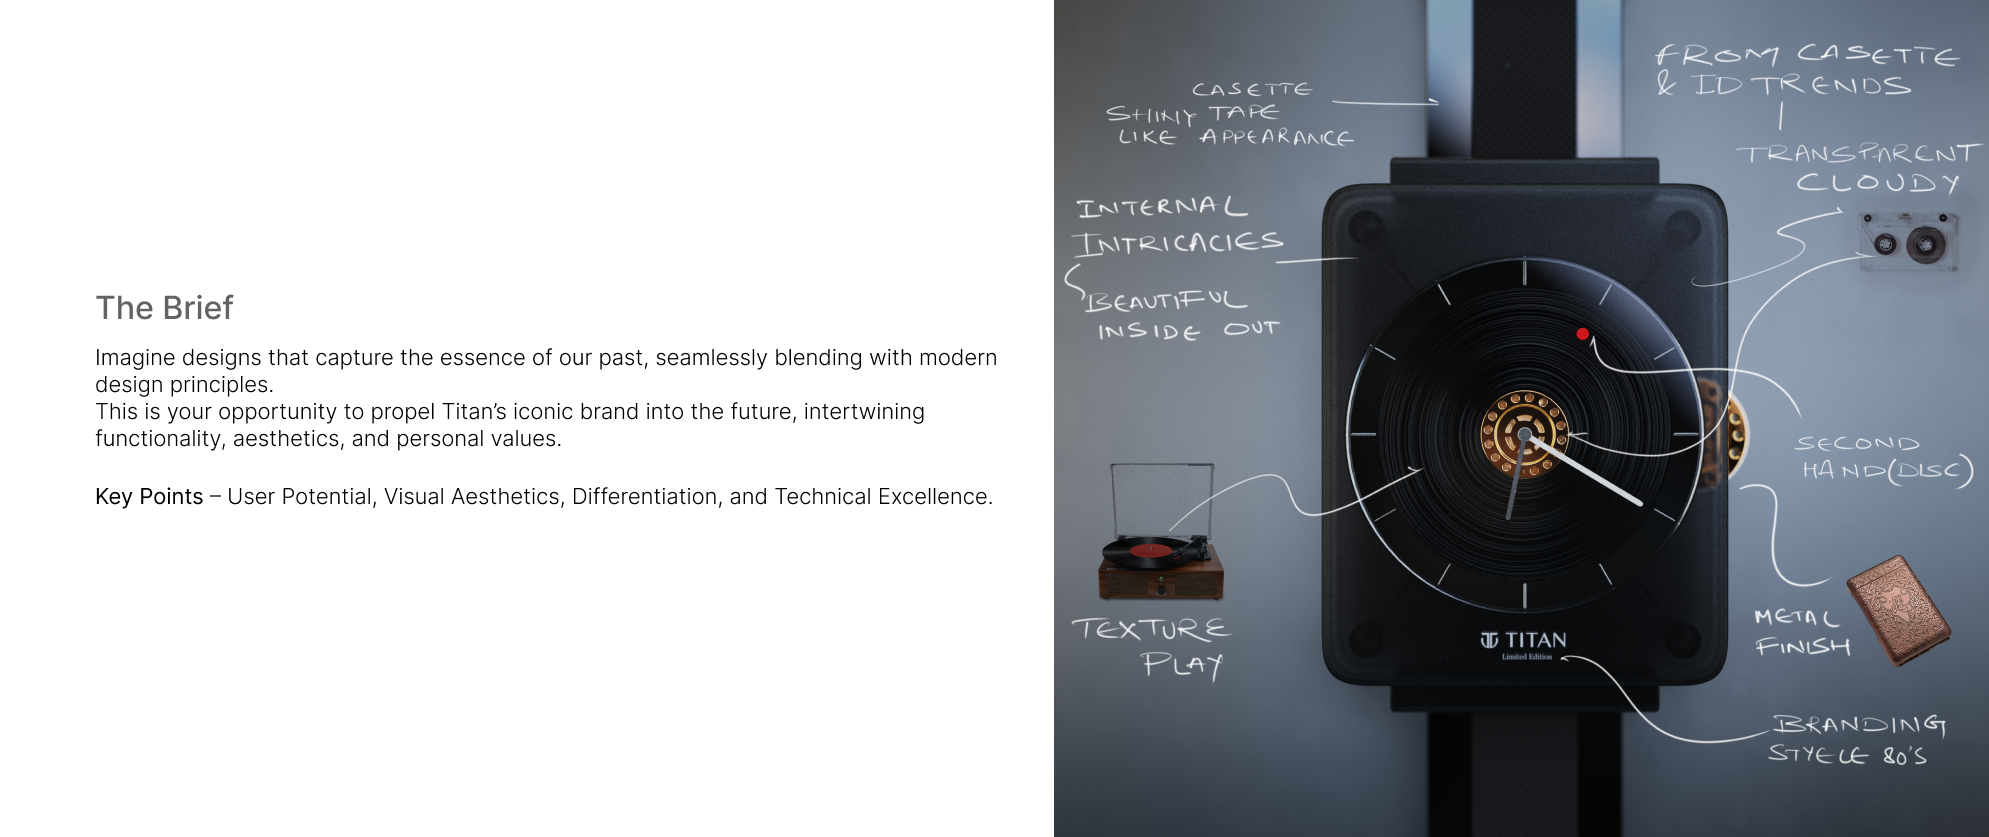 The Brief
Imagine designs that capture the essence of our past, seamlessly blending with modern
design principles.
This is your opportunity to propel Titan’s iconic brand into the future, intertwining
functionality, aesthetics, and personal values.
Key Points – User Potential, Visual Aesthetics, Differentiation, and Technical Excellence.
CASETTE
SHINY TAPE
LIKE APPEARANCE
INTERNAL
INTRICACIES
BEAUTIFUL
INSIDE OUT
TEXTURE
PLAY
FROM CASETTE
& ID TRENDS
TRANSPARENT
CLOUDY
SECOND
HAND(DISC)
METAL
FINISH
TITAN
Limited Edition
BRANDING
STYELE 80'S